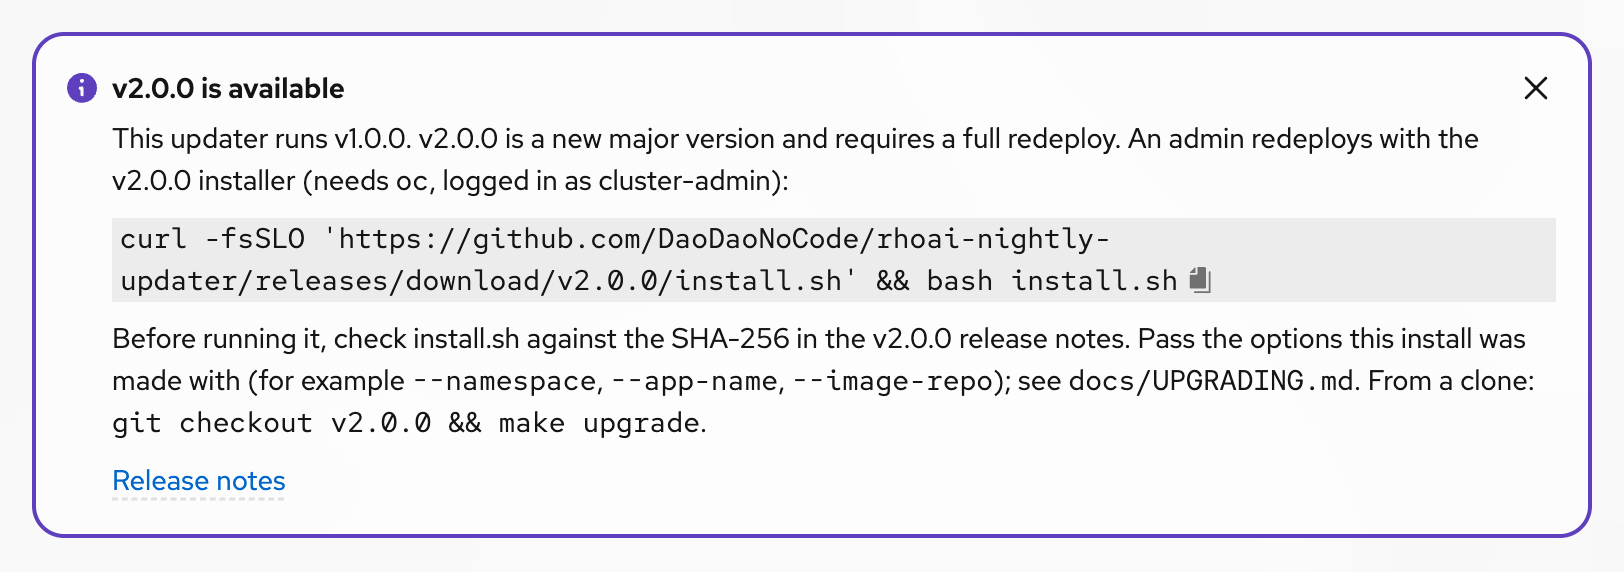 v2.0.0 is available
This updater runs v1.0.0. v2.0.0 is a new major version and requires a full redeploy. An admin redeploys with the
v2.0.0 installer (needs oc, logged in as cluster-admin):
curl -fsSLO 'https://github.com/DaoDaoNoCode/rhoai-nightly-
updater/releases/download/v2.0.0/install.sh' && bash install.sh
Before running it, check install.sh against the SHA-256 in the v2.0.0 release notes. Pass the options this install was
made with (for example --namespace, --app-name, --image-repo); see docs/UPGRADING.md. From a clone:
git checkout v2.0.0 && make upgrade.
Release notes